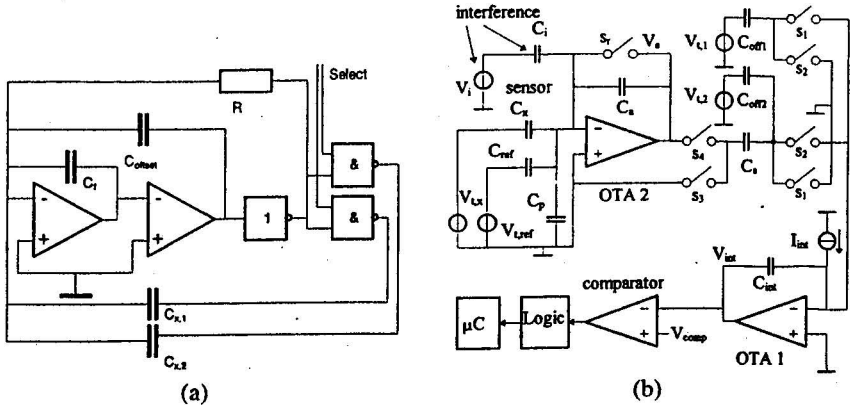 Select
R
C_offset
C_f
- + - +
1
&
&
C_x,1
C_x,2
(a)
interference
C_i
S_r
V_a
V_i
sensor
C_x
C_a
C_ref
C_p
- +
OTA 2
V_t,x
V_t,ref
S_4
S_3
C_s
V_t,1
C_off1
S_1
S_2
V_t,2
C_off2
S_2
S_1
I_int
V_int
C_int
comparator
μC
Logic
- +
V_comp
- +
OTA 1
(b)